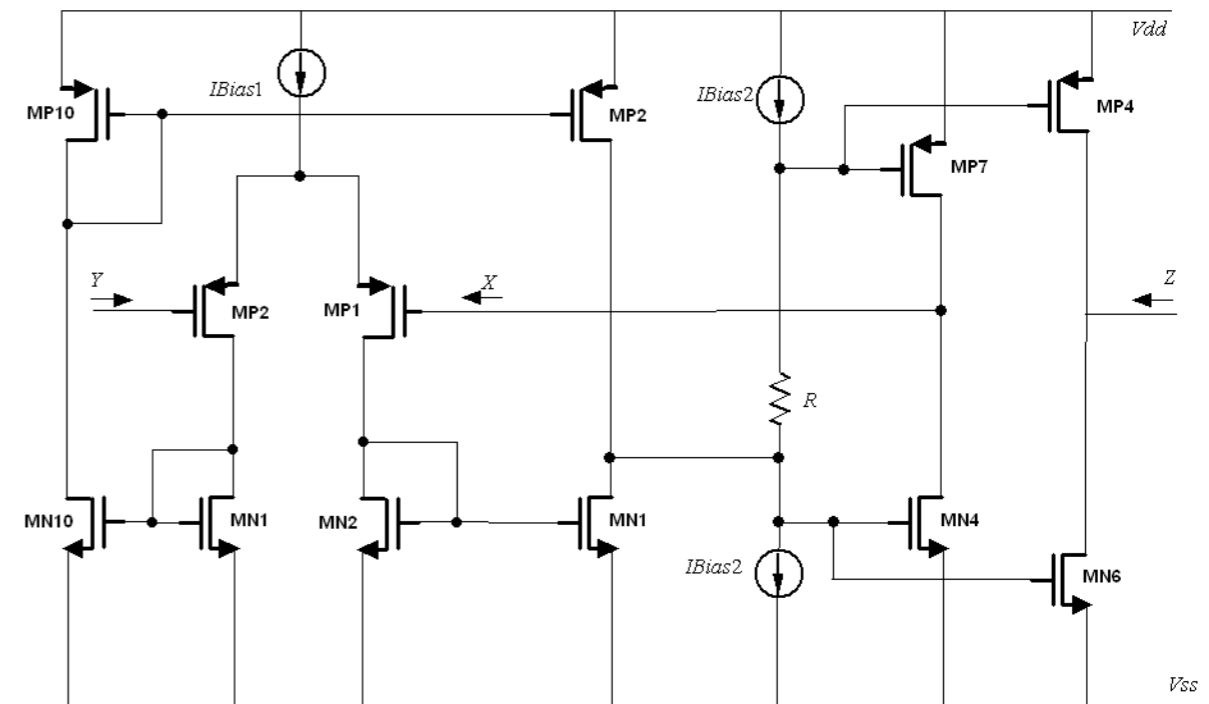 Vdd
IBias1
IBias2
MP10
MP2
MP4
MP7
Y
X
Z
MP2
MP1
R
MN10
MN1
MN2
MN1
MN4
IBias2
MN6
Vss